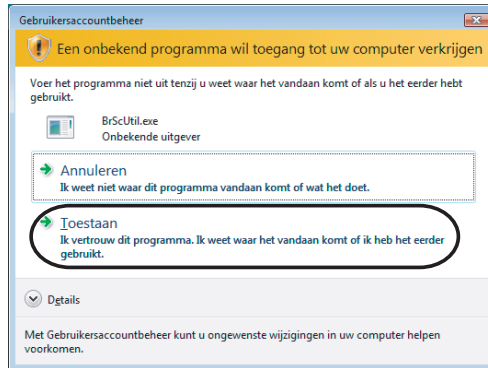 Gebruikersaccountbeheer
Een onbekend programma wil toegang tot uw computer verkrijgen
Voer het programma niet uit tenzij u weet waar het vandaan komt of als u het eerder hebt
gebruikt.
BrScUtil.exe
Onbekende uitgever
Annuleren
Ik weet niet waar dit programma vandaan komt of wat het doet.
Toestaan
Ik vertrouw dit programma. Ik weet waar het vandaan komt of ik heb het eerder
gebruikt.
Details
Met Gebruikersaccountbeheer kunt u ongewenste wijzigingen in uw computer helpen
voorkomen.